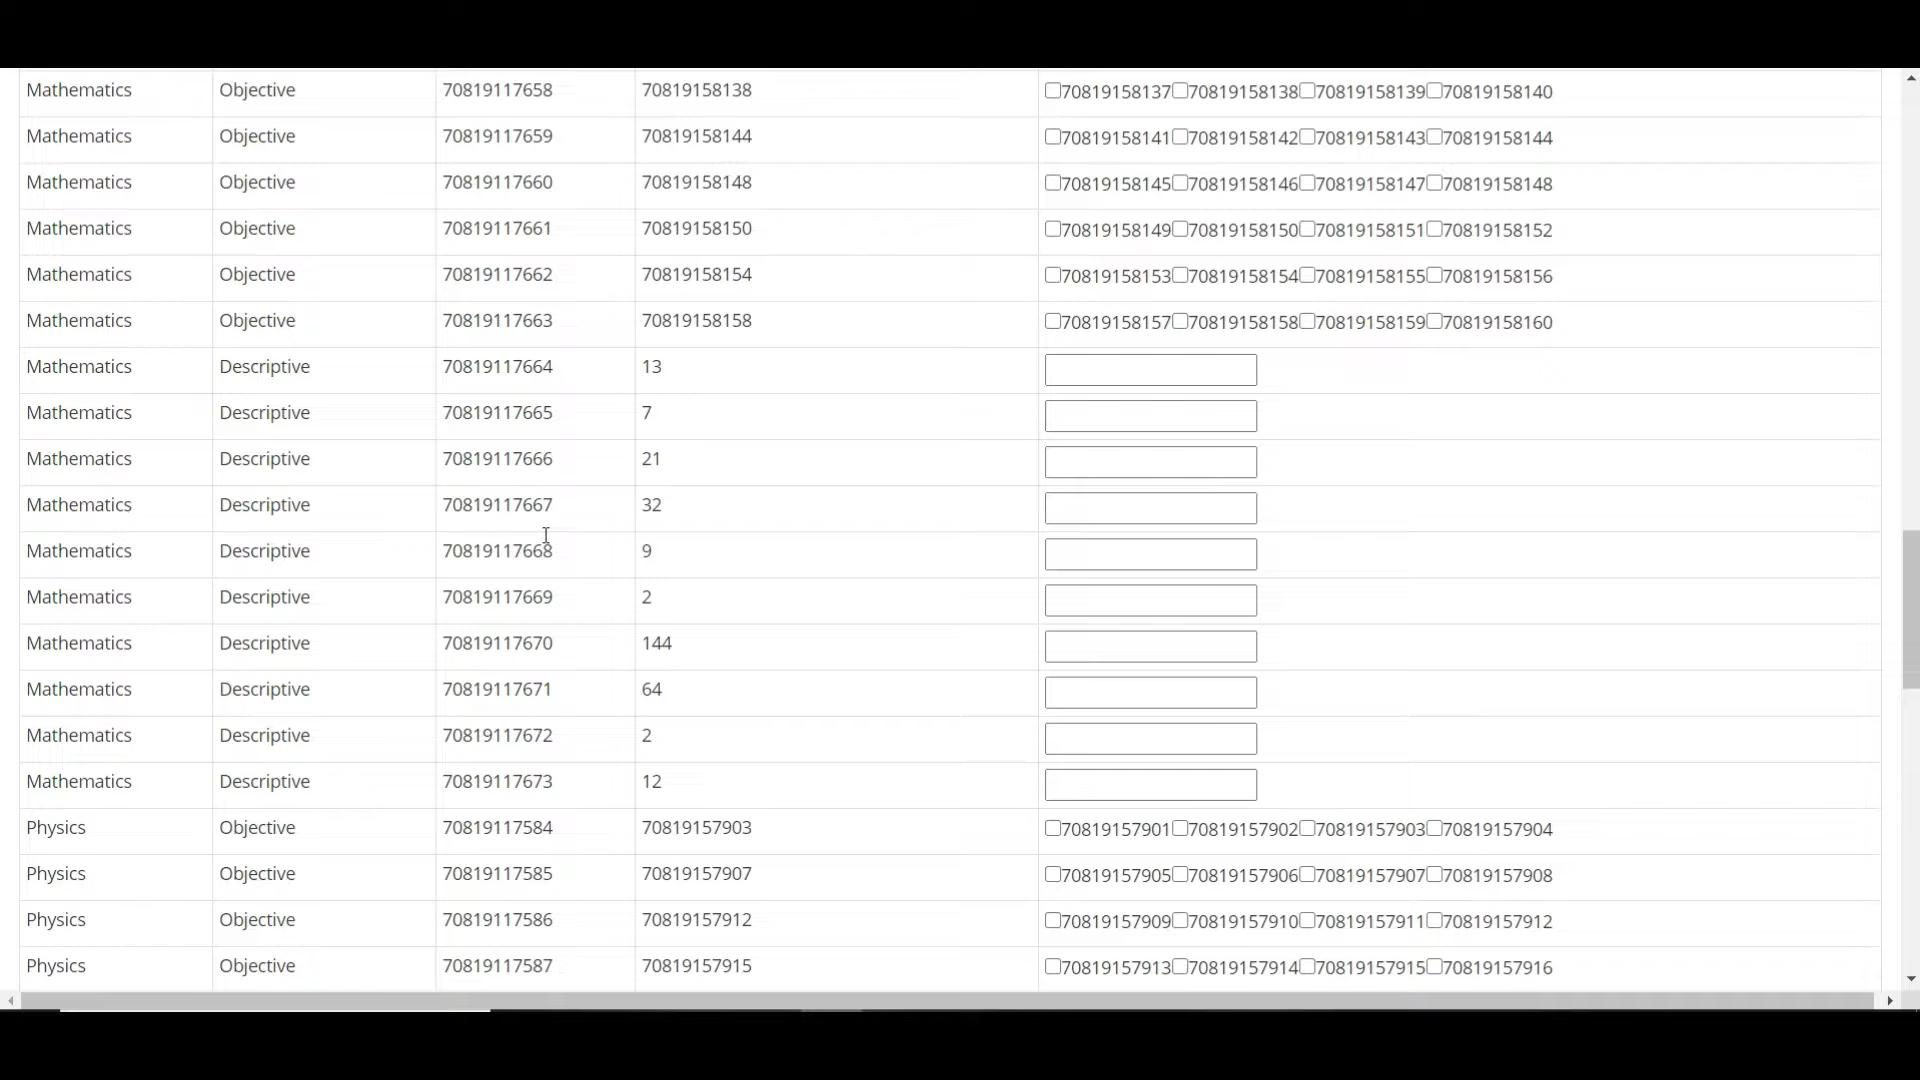 Mathematics Objective 70819117658 70819158138 70819158137 70819158138 70819158139 70819158140
Mathematics Objective 70819117659 70819158144 70819158141 70819158142 70819158143 70819158144
Mathematics Objective 70819117660 70819158148 70819158145 70819158146 70819158147 70819158148
Mathematics Objective 70819117661 70819158150 70819158149 70819158150 70819158151 70819158152
Mathematics Objective 70819117662 70819158154 70819158153 70819158154 70819158155 70819158156
Mathematics Objective 70819117663 70819158158 70819158157 70819158158 70819158159 70819158160
Mathematics Descriptive 70819117664 13
Mathematics Descriptive 70819117665 7
Mathematics Descriptive 70819117666 21
Mathematics Descriptive 70819117667 32
Mathematics Descriptive 70819117668 9
Mathematics Descriptive 70819117669 2
Mathematics Descriptive 70819117670 144
Mathematics Descriptive 70819117671 64
Mathematics Descriptive 70819117672 2
Mathematics Descriptive 70819117673 12
Physics Objective 70819117584 70819157903 70819157901 70819157902 70819157903 70819157904
Physics Objective 70819117585 70819157907 70819157905 70819157906 70819157907 70819157908
Physics Objective 70819117586 70819157912 70819157909 70819157910 70819157911 70819157912
Physics Objective 70819117587 70819157915 70819157913 70819157914 70819157915 70819157916